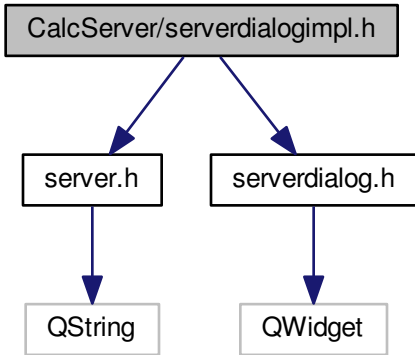 CalcServer/serverdialogimpl.h
server.h
serverdialog.h
QString
QWidget